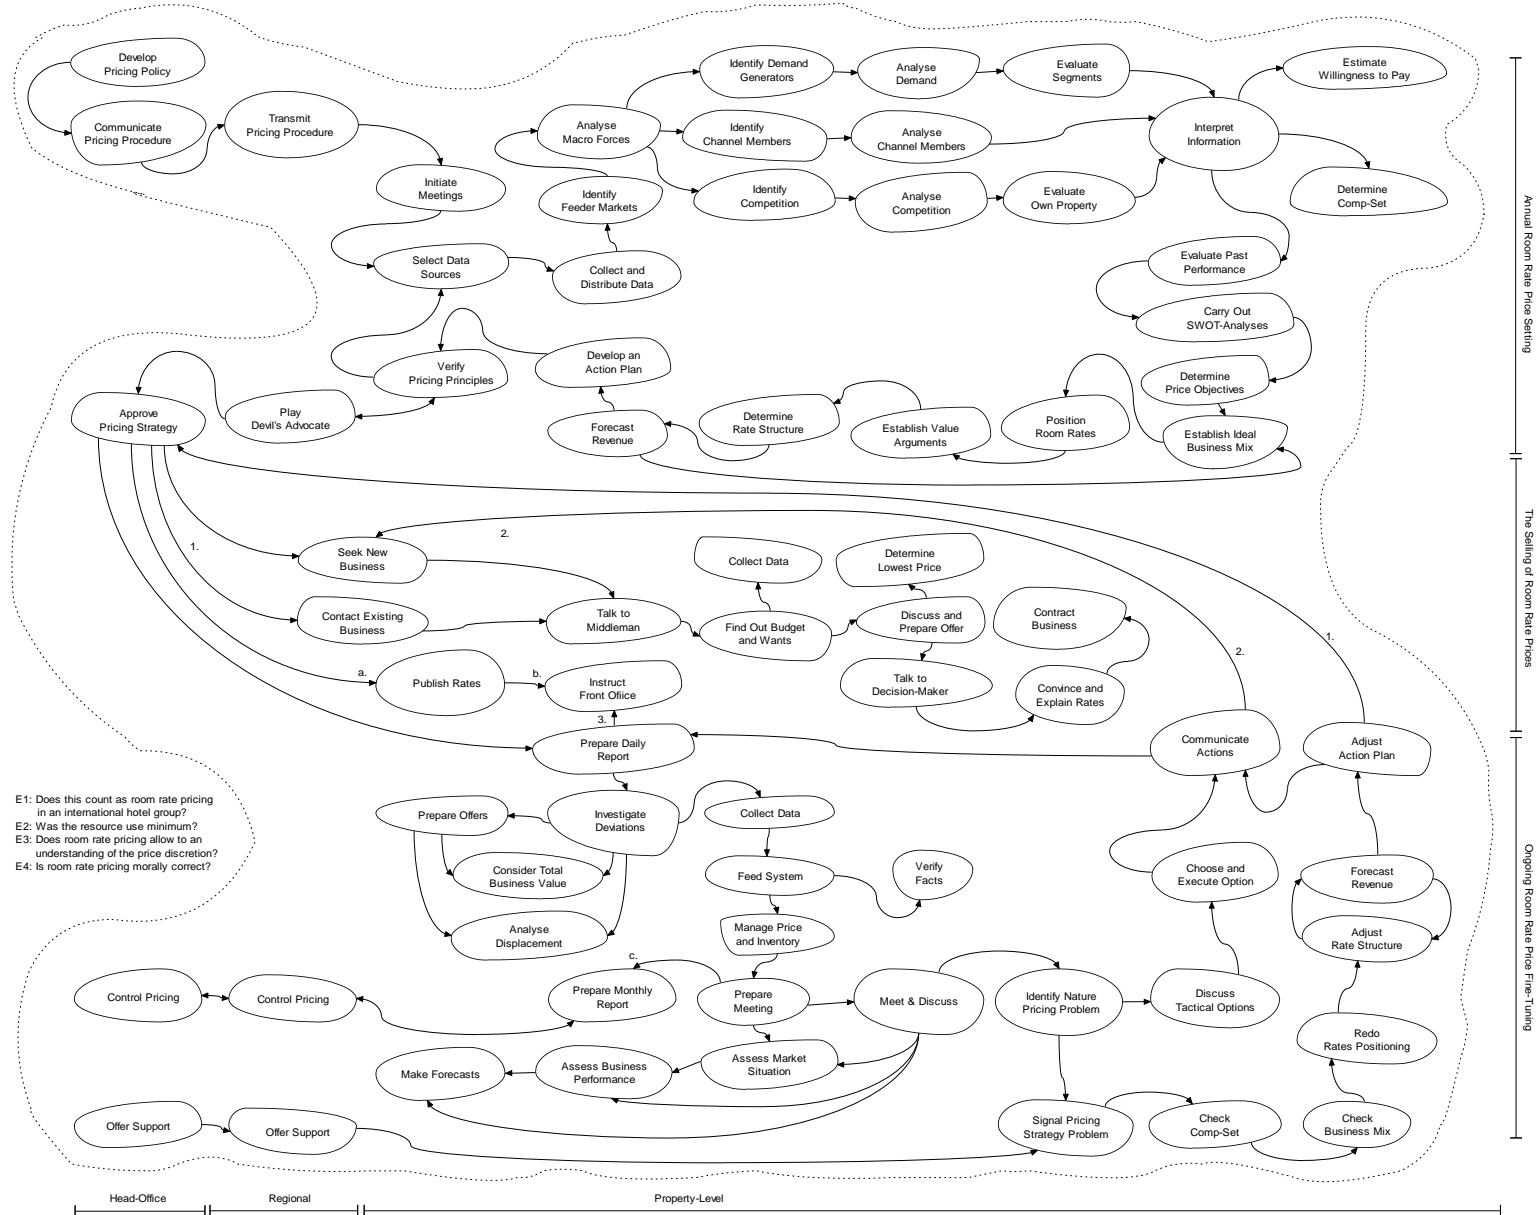 Develop
Pricing Policy
Communicate
Pricing Procedure
Transmit
Pricing Procedure
Initiate
Meetings
Analyse
Macro Forces
Identify Demand
Generators
Analyse
Demand
Evaluate
Segments
Estimate
Willingness to Pay
Identify
Channel Members
Analyse
Channel Members
Interpret
Information
Identify
Feeder Markets
Identify
Competition
Analyse
Competition
Evaluate
Own Property
Determine
Comp-Set
Select Data
Sources
Collect and
Distribute Data
Evaluate Past
Performance
Carry Out
SWOT-Analyses
Verify
Pricing Principles
Develop an
Action Plan
Determine
Price Objectives
Approve
Pricing Strategy
Play
Devil's Advocate
Forecast
Revenue
Determine
Rate Structure
Establish Value
Arguments
Position
Room Rates
Establish Ideal
Business Mix
Annual Room Rate Price Setting
1.
2.
Seek New
Business
Collect Data
Determine
Lowest Price
Contact Existing
Business
Talk to
Middleman
Find Out Budget
and Wants
Discuss and
Prepare Offer
Contract
Business
a.
Publish Rates
b.
Instruct
Front Ofiice
Talk to
Decision-Maker
Convince and
Explain Rates
2.
1.
The Selling of Room Rate Prices
3.
Prepare Daily
Report
Communicate
Actions
Adjust
Action Plan
E1: Does this count as room rate pricing
in an international hotel group?
E2: Was the resource use minimum?
E3: Does room rate pricing allow to an
understanding of the price discretion?
E4: Is room rate pricing morally correct?
Prepare Offers
Investigate
Deviations
Collect Data
Consider Total
Business Value
Feed System
Verify
Facts
Choose and
Execute Option
Forecast
Revenue
Analyse
Displacement
Manage Price
and Inventory
Adjust
Rate Structure
c.
Control Pricing
Control Pricing
Prepare Monthly
Report
Prepare
Meeting
Meet & Discuss
Identify Nature
Pricing Problem
Discuss
Tactical Options
Redo
Rates Positioning
Make Forecasts
Assess Business
Performance
Assess Market
Situation
Offer Support
Offer Support
Signal Pricing
Strategy Problem
Check
Comp-Set
Check
Business Mix
Ongoing Room Rate Price Fine-Tuning
Head-Office
Regional
Property-Level